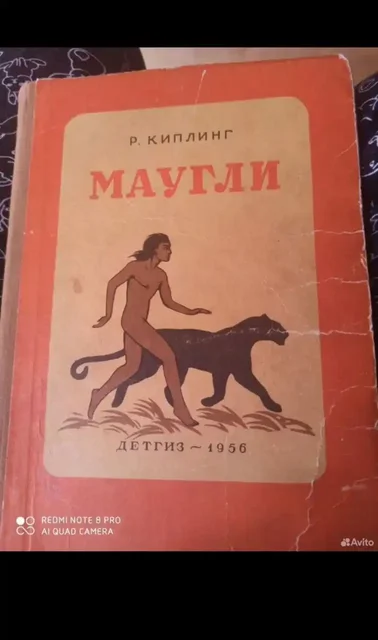 Р. КИПЛИНГ
МАУГЛИ
ДЕТГИЗ ~ 1956
REDMI NOTE 8 PRO
AI QUAD CAMERA
Avito